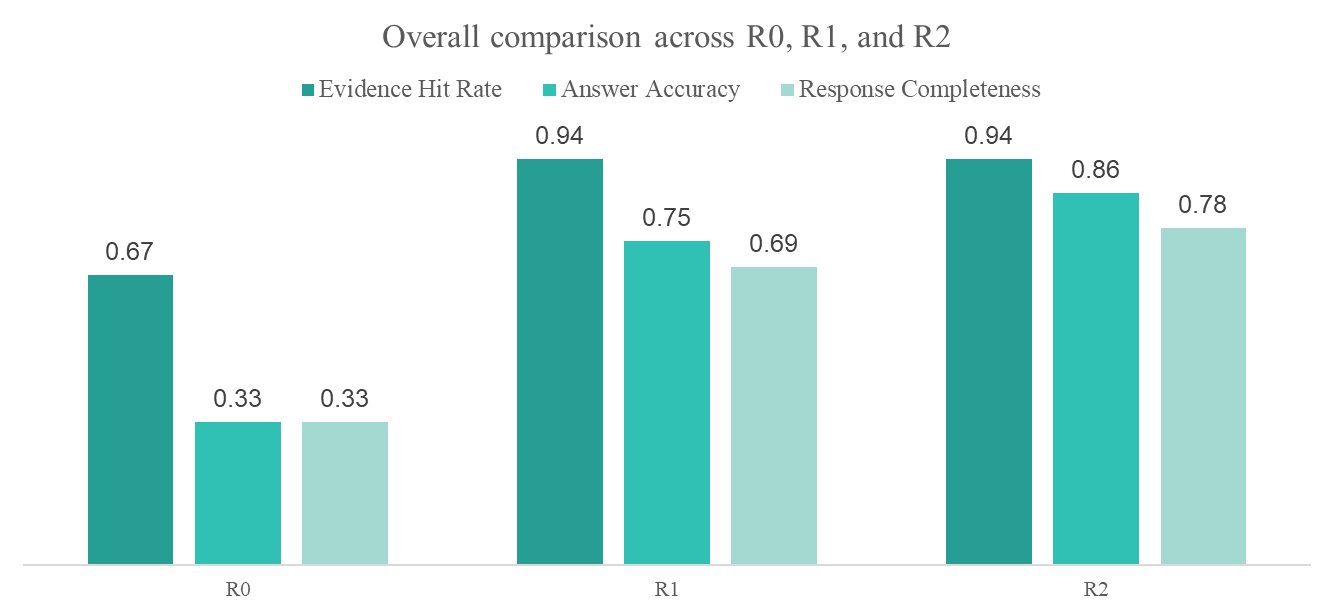 Overall comparison across R0, R1, and R2
Evidence Hit Rate Answer Accuracy Response Completeness
0.67 0.33 0.33 0.94 0.75 0.69 0.94 0.86 0.78
R0 R1 R2